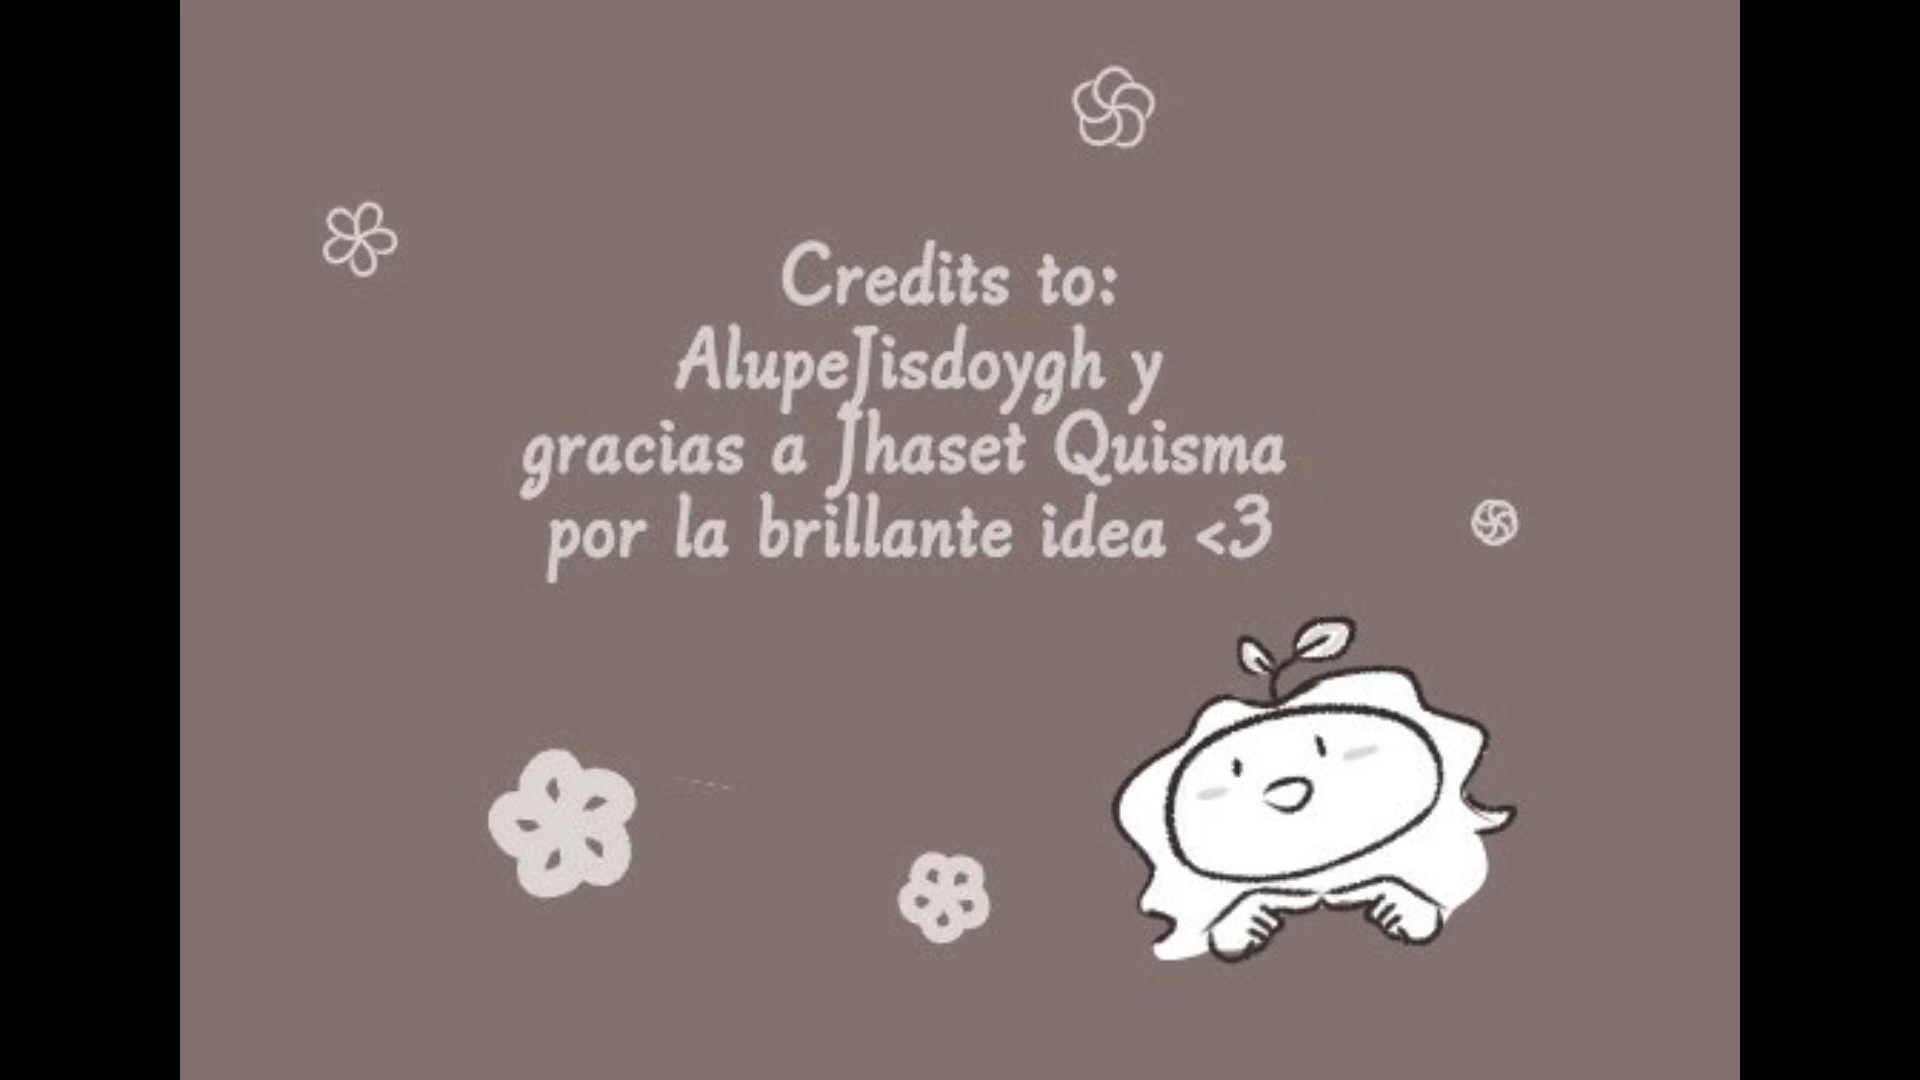 Credits to:
AlupeJisdoygh y
gracias a Jhaset Quisma
por la brillante idea <3